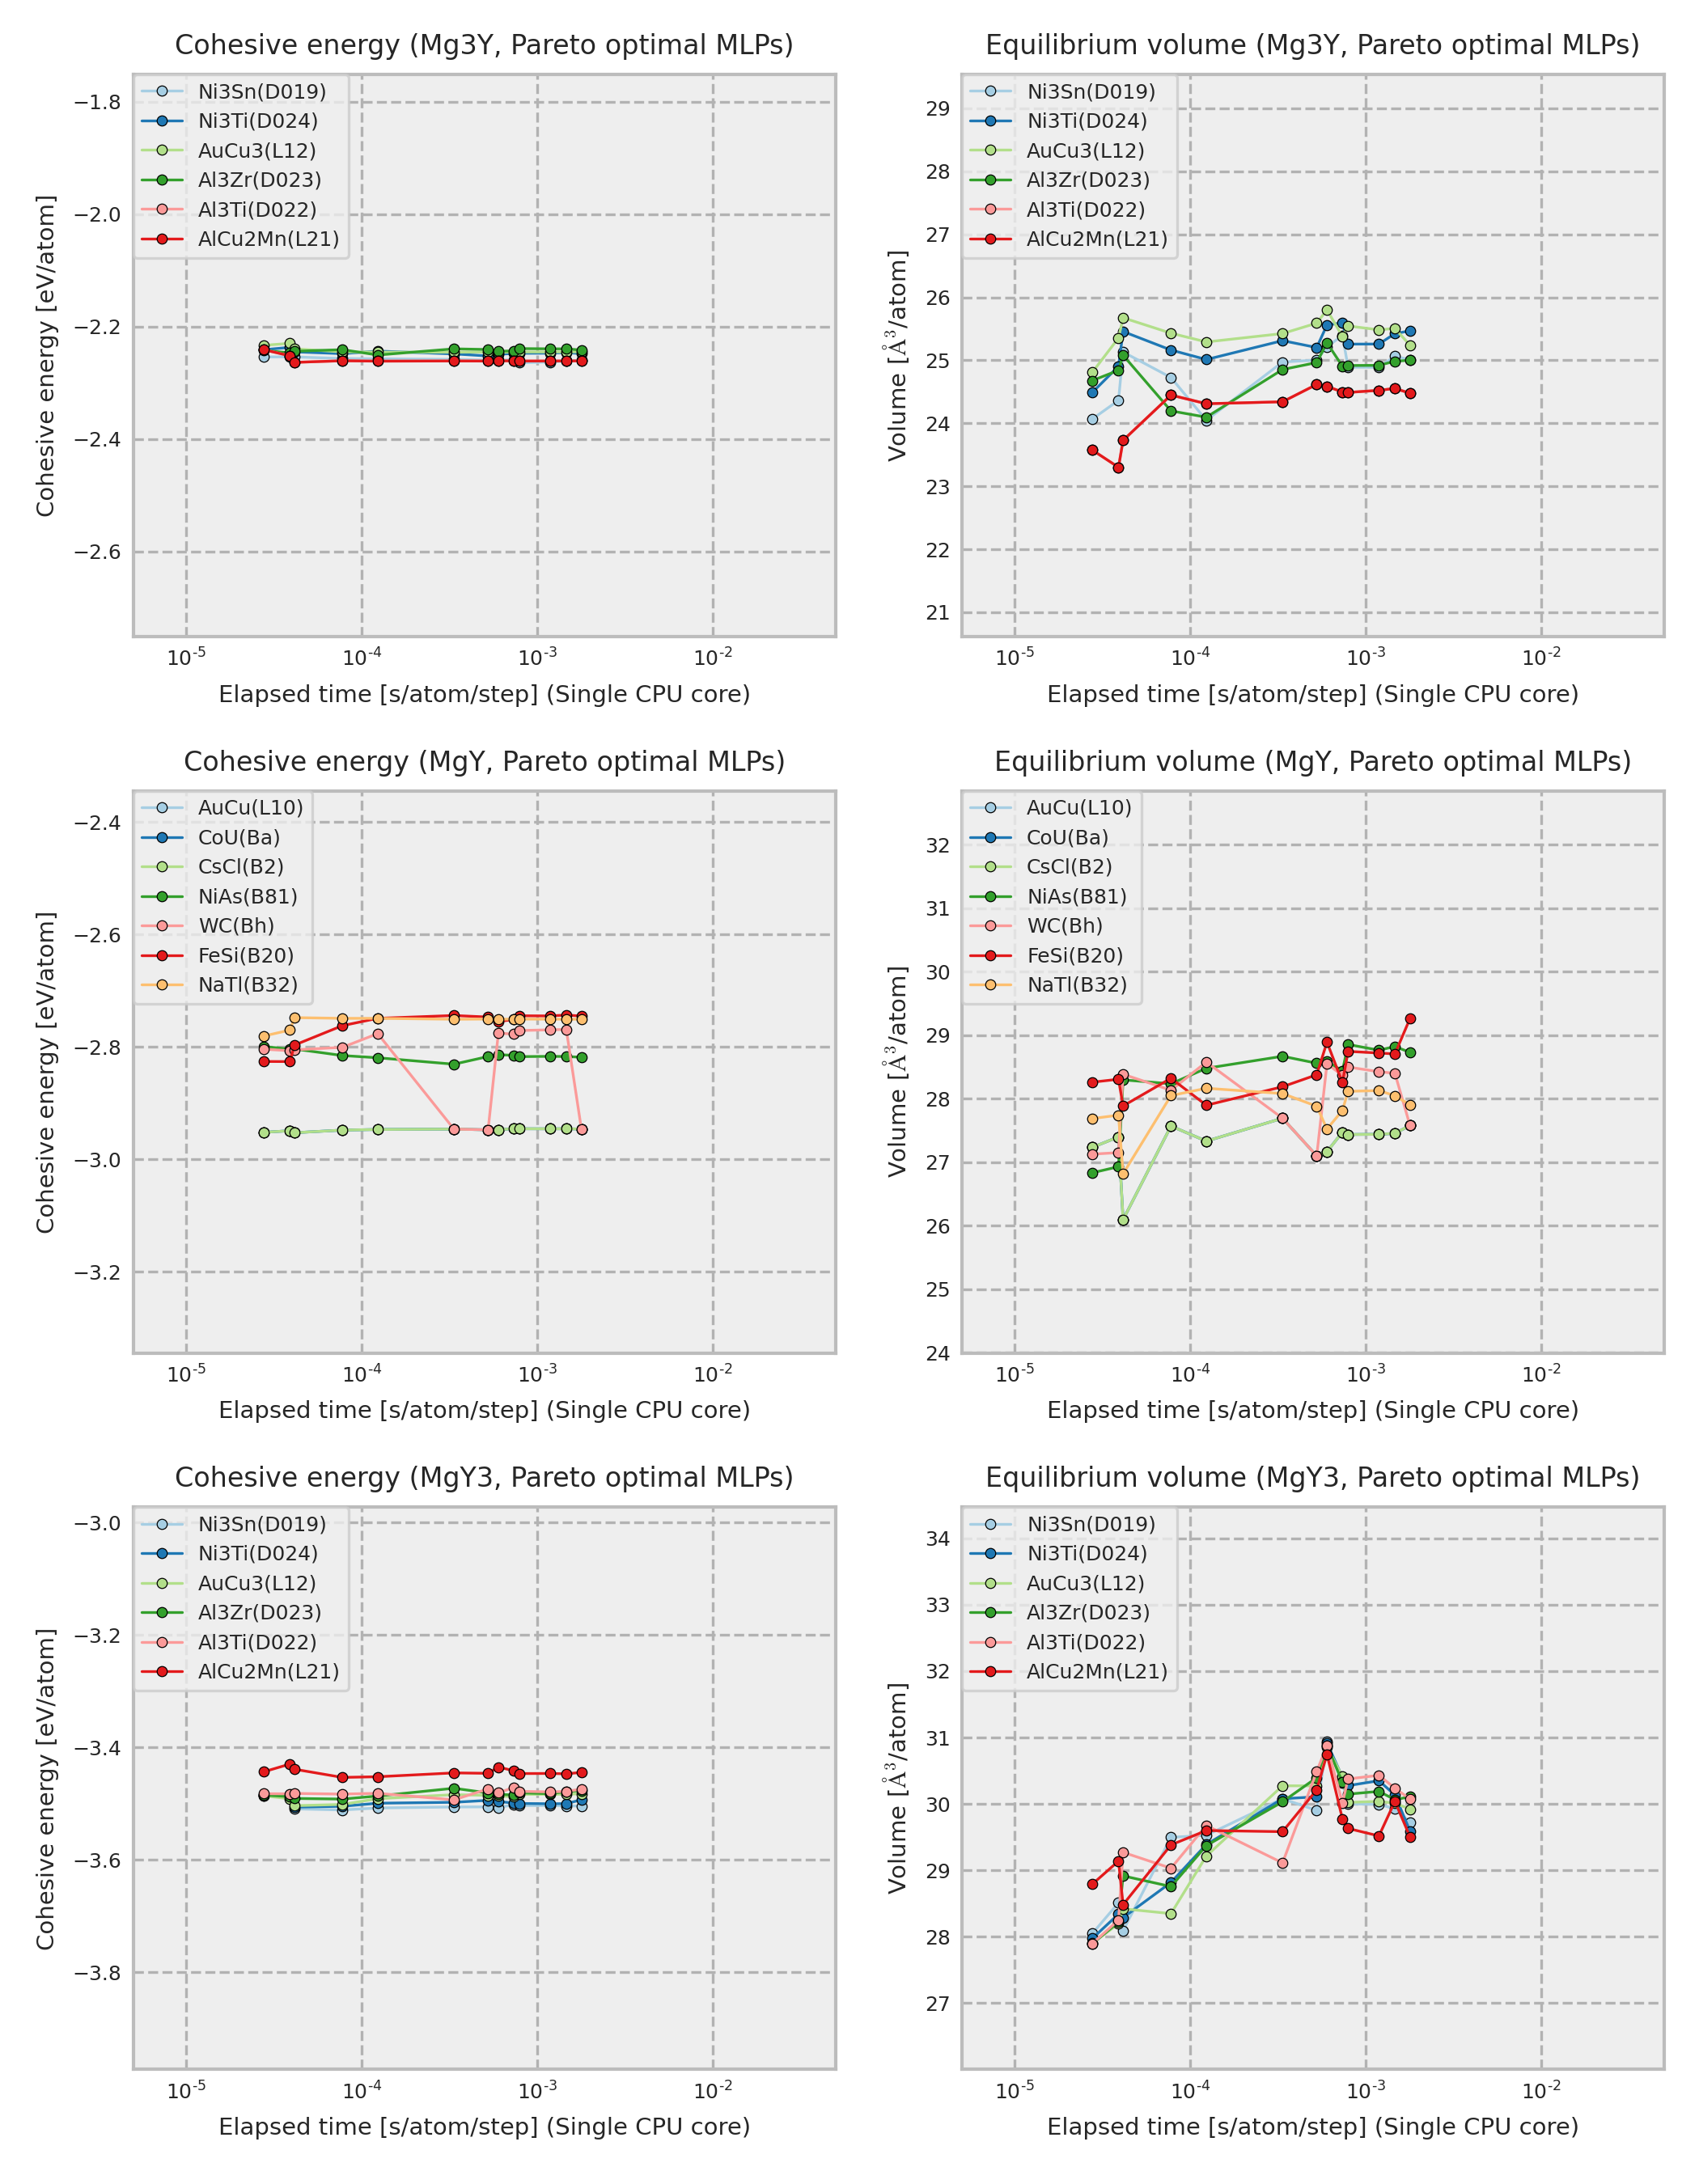 Cohesive energy (Mg3Y, Pareto optimal MLPs)
Cohesive energy [eV/atom]
−1.8
−2.0
−2.2
−2.4
−2.6
Ni3Sn(D019)
Ni3Ti(D024)
AuCu3(L12)
Al3Zr(D023)
Al3Ti(D022)
AlCu2Mn(L21)
10⁻⁵ 10⁻⁴ 10⁻³ 10⁻²
Elapsed time [s/atom/step] (Single CPU core)
Equilibrium volume (Mg3Y, Pareto optimal MLPs)
Volume [Å³/atom]
29
28
27
26
25
24
23
22
21
Ni3Sn(D019)
Ni3Ti(D024)
AuCu3(L12)
Al3Zr(D023)
Al3Ti(D022)
AlCu2Mn(L21)
10⁻⁵ 10⁻⁴ 10⁻³ 10⁻²
Elapsed time [s/atom/step] (Single CPU core)
Cohesive energy (MgY, Pareto optimal MLPs)
Cohesive energy [eV/atom]
−2.4
−2.6
−2.8
−3.0
−3.2
AuCu(L10)
CoU(Ba)
CsCl(B2)
NiAs(B81)
WC(Bh)
FeSi(B20)
NaTl(B32)
10⁻⁵ 10⁻⁴ 10⁻³ 10⁻²
Elapsed time [s/atom/step] (Single CPU core)
Equilibrium volume (MgY, Pareto optimal MLPs)
Volume [Å³/atom]
32
31
30
29
28
27
26
25
24
AuCu(L10)
CoU(Ba)
CsCl(B2)
NiAs(B81)
WC(Bh)
FeSi(B20)
NaTl(B32)
10⁻⁵ 10⁻⁴ 10⁻³ 10⁻²
Elapsed time [s/atom/step] (Single CPU core)
Cohesive energy (MgY3, Pareto optimal MLPs)
Cohesive energy [eV/atom]
−3.0
−3.2
−3.4
−3.6
−3.8
Ni3Sn(D019)
Ni3Ti(D024)
AuCu3(L12)
Al3Zr(D023)
Al3Ti(D022)
AlCu2Mn(L21)
10⁻⁵ 10⁻⁴ 10⁻³ 10⁻²
Elapsed time [s/atom/step] (Single CPU core)
Equilibrium volume (MgY3, Pareto optimal MLPs)
Volume [Å³/atom]
34
33
32
31
30
29
28
27
Ni3Sn(D019)
Ni3Ti(D024)
AuCu3(L12)
Al3Zr(D023)
Al3Ti(D022)
AlCu2Mn(L21)
10⁻⁵ 10⁻⁴ 10⁻³ 10⁻²
Elapsed time [s/atom/step] (Single CPU core)